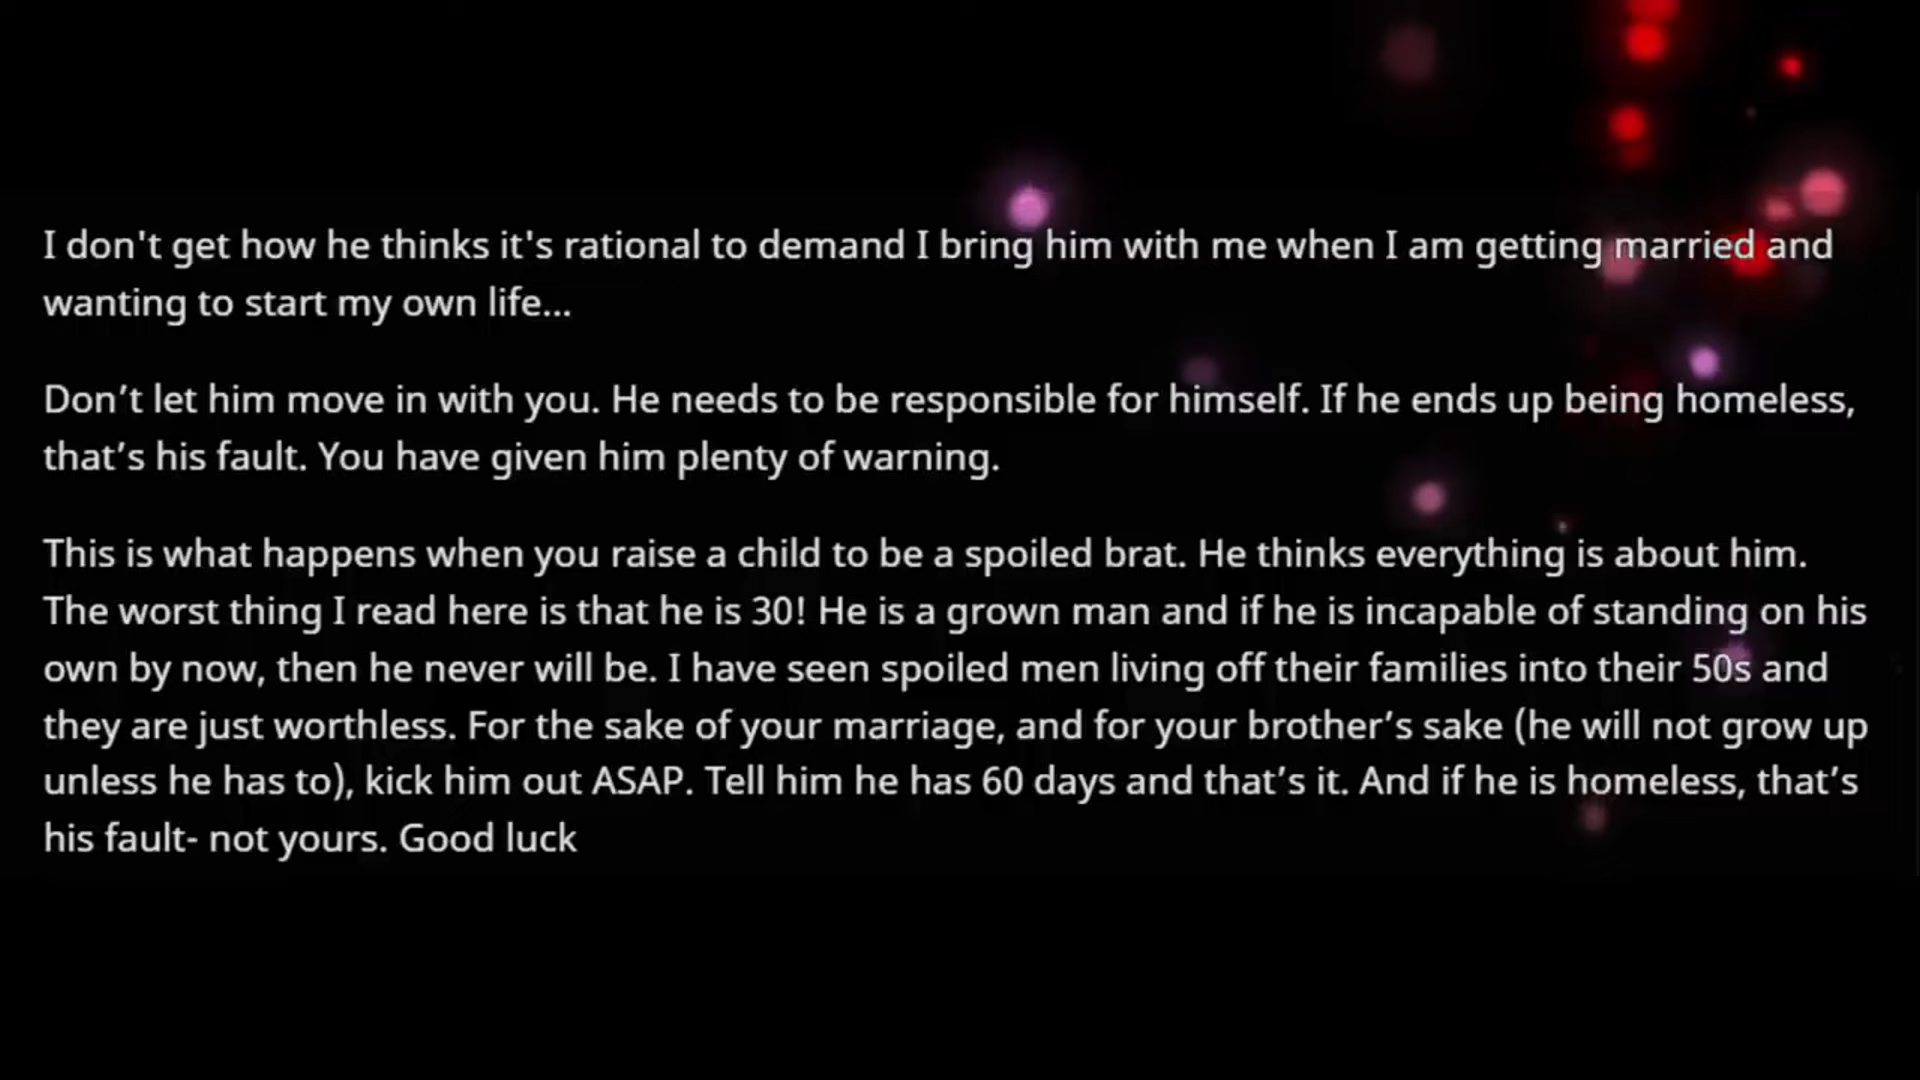 I don't get how he thinks it's rational to demand I bring him with me when I am getting married and
wanting to start my own life...
Don’t let him move in with you. He needs to be responsible for himself. If he ends up being homeless,
that’s his fault. You have given him plenty of warning.
This is what happens when you raise a child to be a spoiled brat. He thinks everything is about him.
The worst thing I read here is that he is 30! He is a grown man and if he is incapable of standing on his
own by now, then he never will be. I have seen spoiled men living off their families into their 50s and
they are just worthless. For the sake of your marriage, and for your brother’s sake (he will not grow up
unless he has to), kick him out ASAP. Tell him he has 60 days and that’s it. And if he is homeless, that’s
his fault- not yours. Good luck